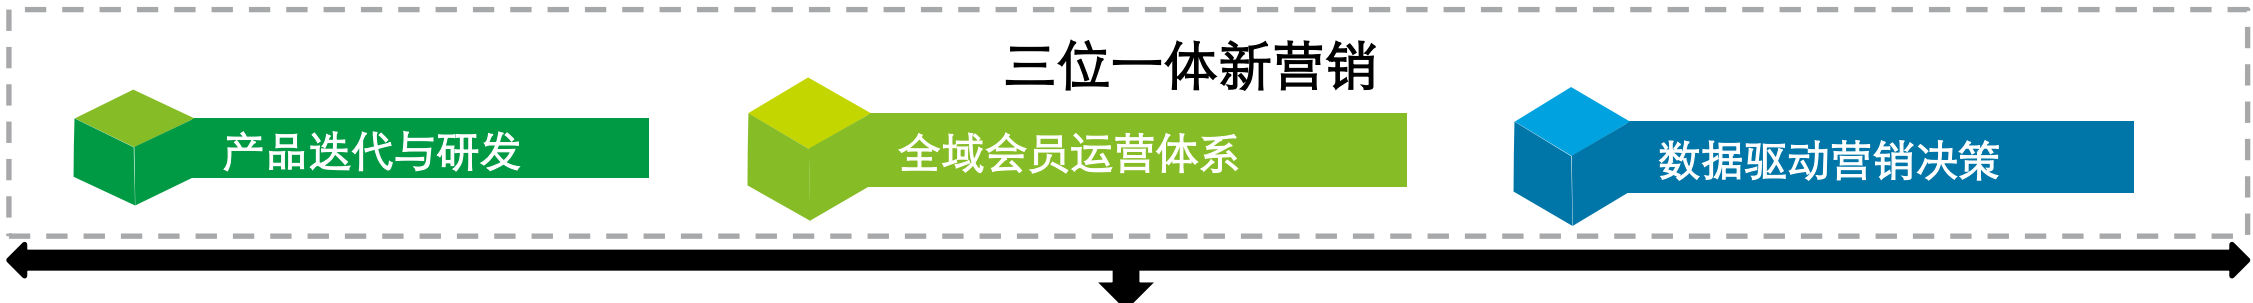 三位一体新营销
产品迭代与研发
全域会员运营体系
数据驱动营销决策